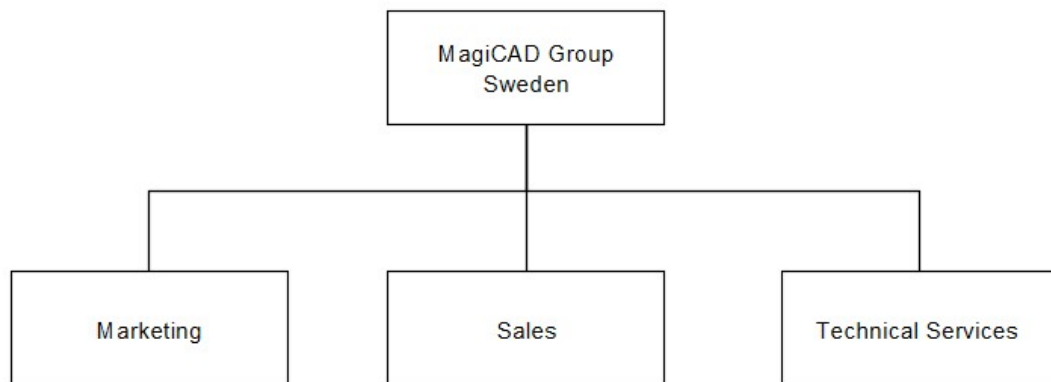 MagiCAD Group
Sweden
Marketing
Sales
Technical Services